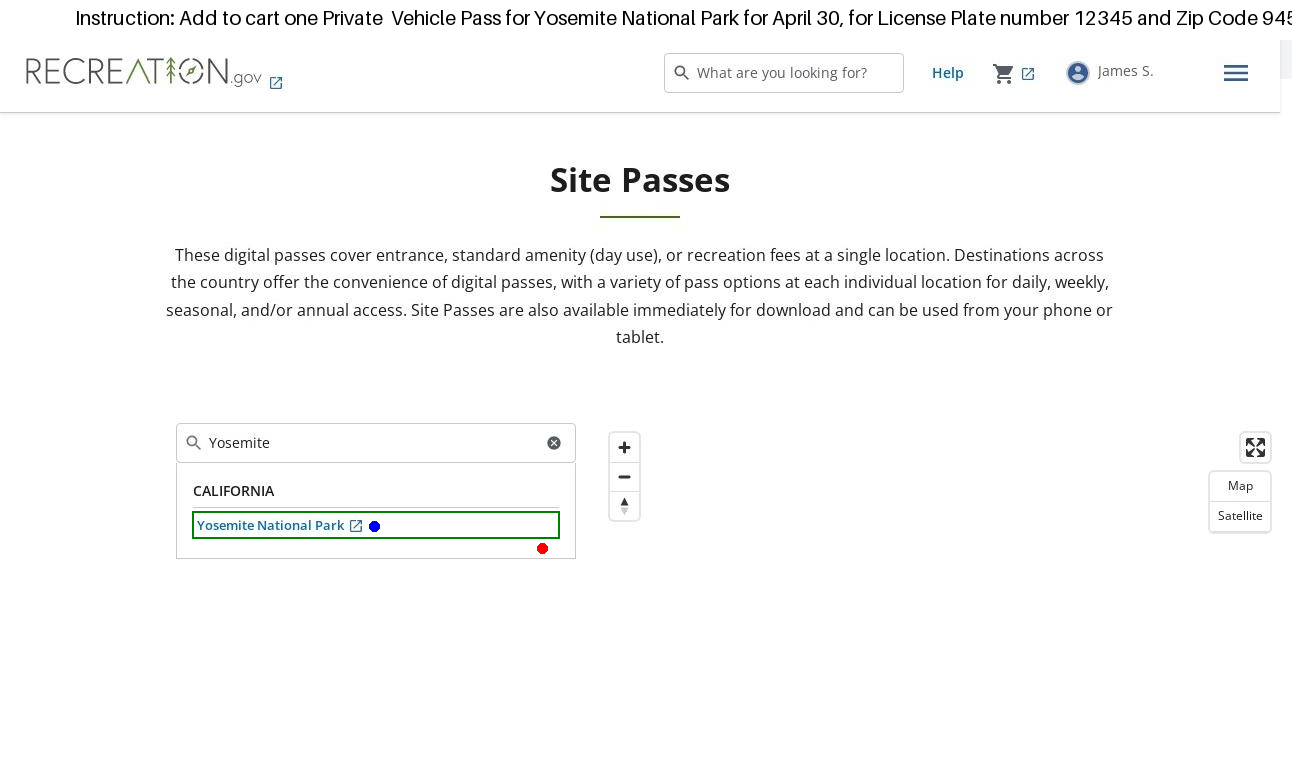 Instruction: Add to cart one Private  Vehicle Pass for Yosemite National Park for April 30, for License Plate number 12345 and Zip Code 945
RECREATION.gov
What are you looking for?
Help
James S.
Site Passes
These digital passes cover entrance, standard amenity (day use), or recreation fees at a single location. Destinations across
the country offer the convenience of digital passes, with a variety of pass options at each individual location for daily, weekly,
seasonal, and/or annual access. Site Passes are also available immediately for download and can be used from your phone or
tablet.
Yosemite
CALIFORNIA
Yosemite National Park
Map
Satellite